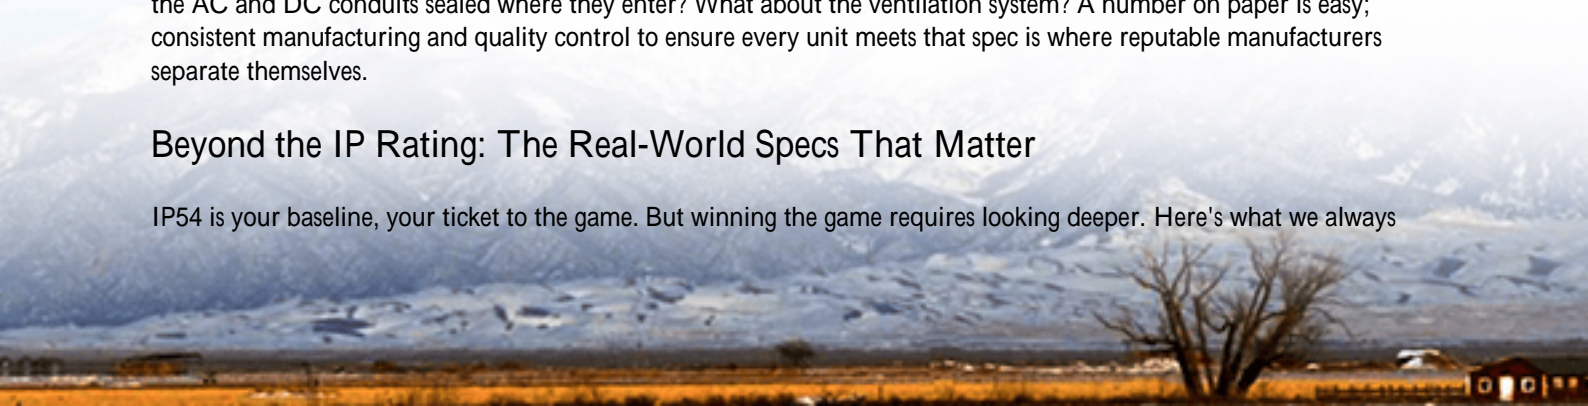 the AC and DC conduits sealed where they enter? What about the ventilation system? A number on paper is easy;
consistent manufacturing and quality control to ensure every unit meets that spec is where reputable manufacturers
separate themselves.
Beyond the IP Rating: The Real-World Specs That Matter
IP54 is your baseline, your ticket to the game. But winning the game requires looking deeper. Here's what we always